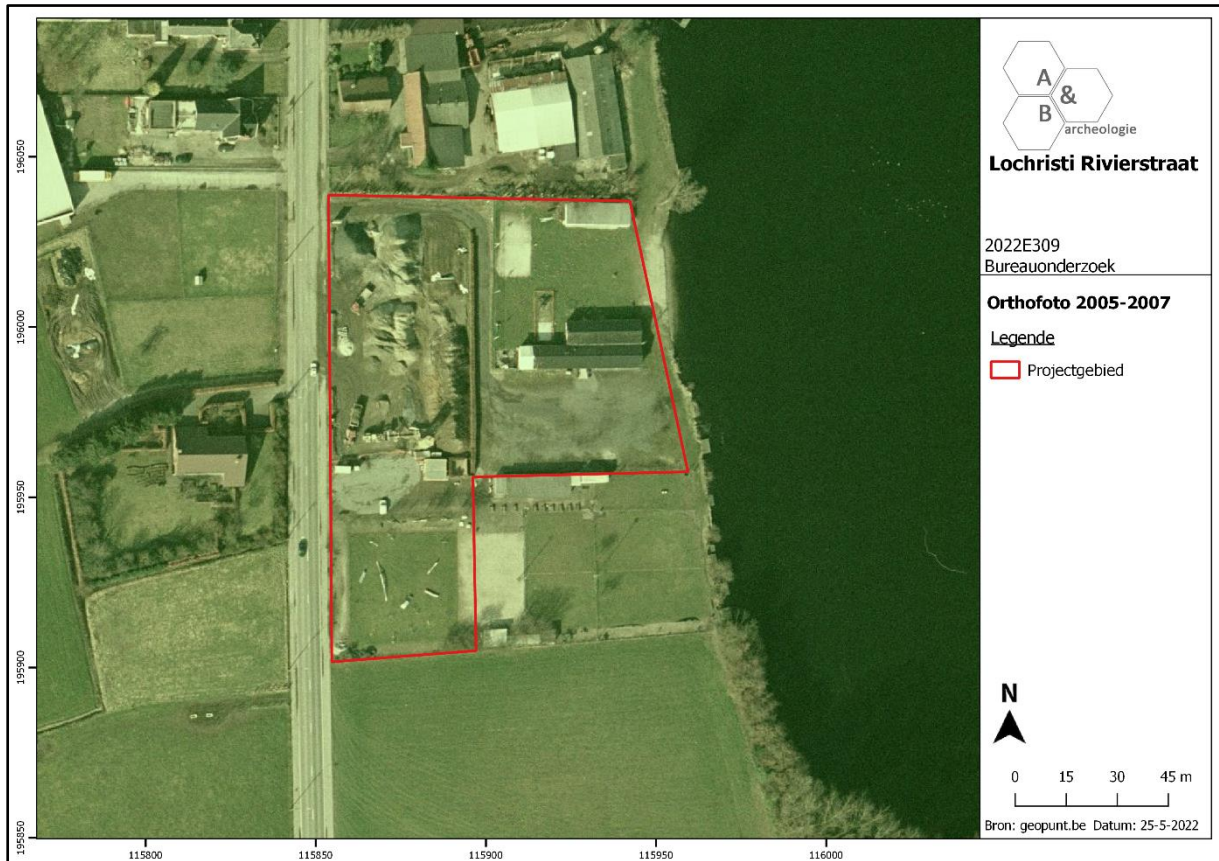 A
&
B
archeologie
Lochristi Rivierstraat
2022E309
Bureauonderzoek
Orthofoto 2005-2007
Legende
Projectgebied
N
0 15 30 45 m
Bron: geopunt.be Datum: 25-5-2022
196050
196000
195950
195900
195850
115800 115850 115900 115950 116000